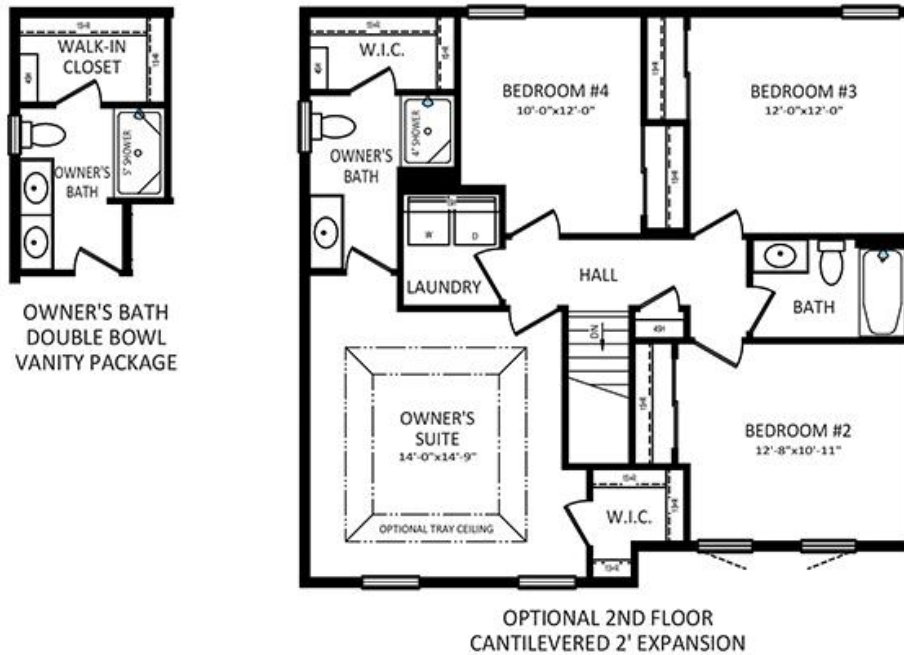 WALK-IN
CLOSET
5' SHOWER
OWNER'S
BATH
OWNER'S BATH
DOUBLE BOWL
VANITY PACKAGE
W.I.C.
4' SHOWER
OWNER'S
BATH
W
D
LAUNDRY
BEDROOM #4
10'-0"x12'-0"
BEDROOM #3
12'-0"x12'-0"
HALL
DN
BATH
OWNER'S
SUITE
14'-0"x14'-9"
OPTIONAL TRAY CEILING
W.I.C.
BEDROOM #2
12'-8"x10'-11"
OPTIONAL 2ND FLOOR
CANTILEVERED 2' EXPANSION